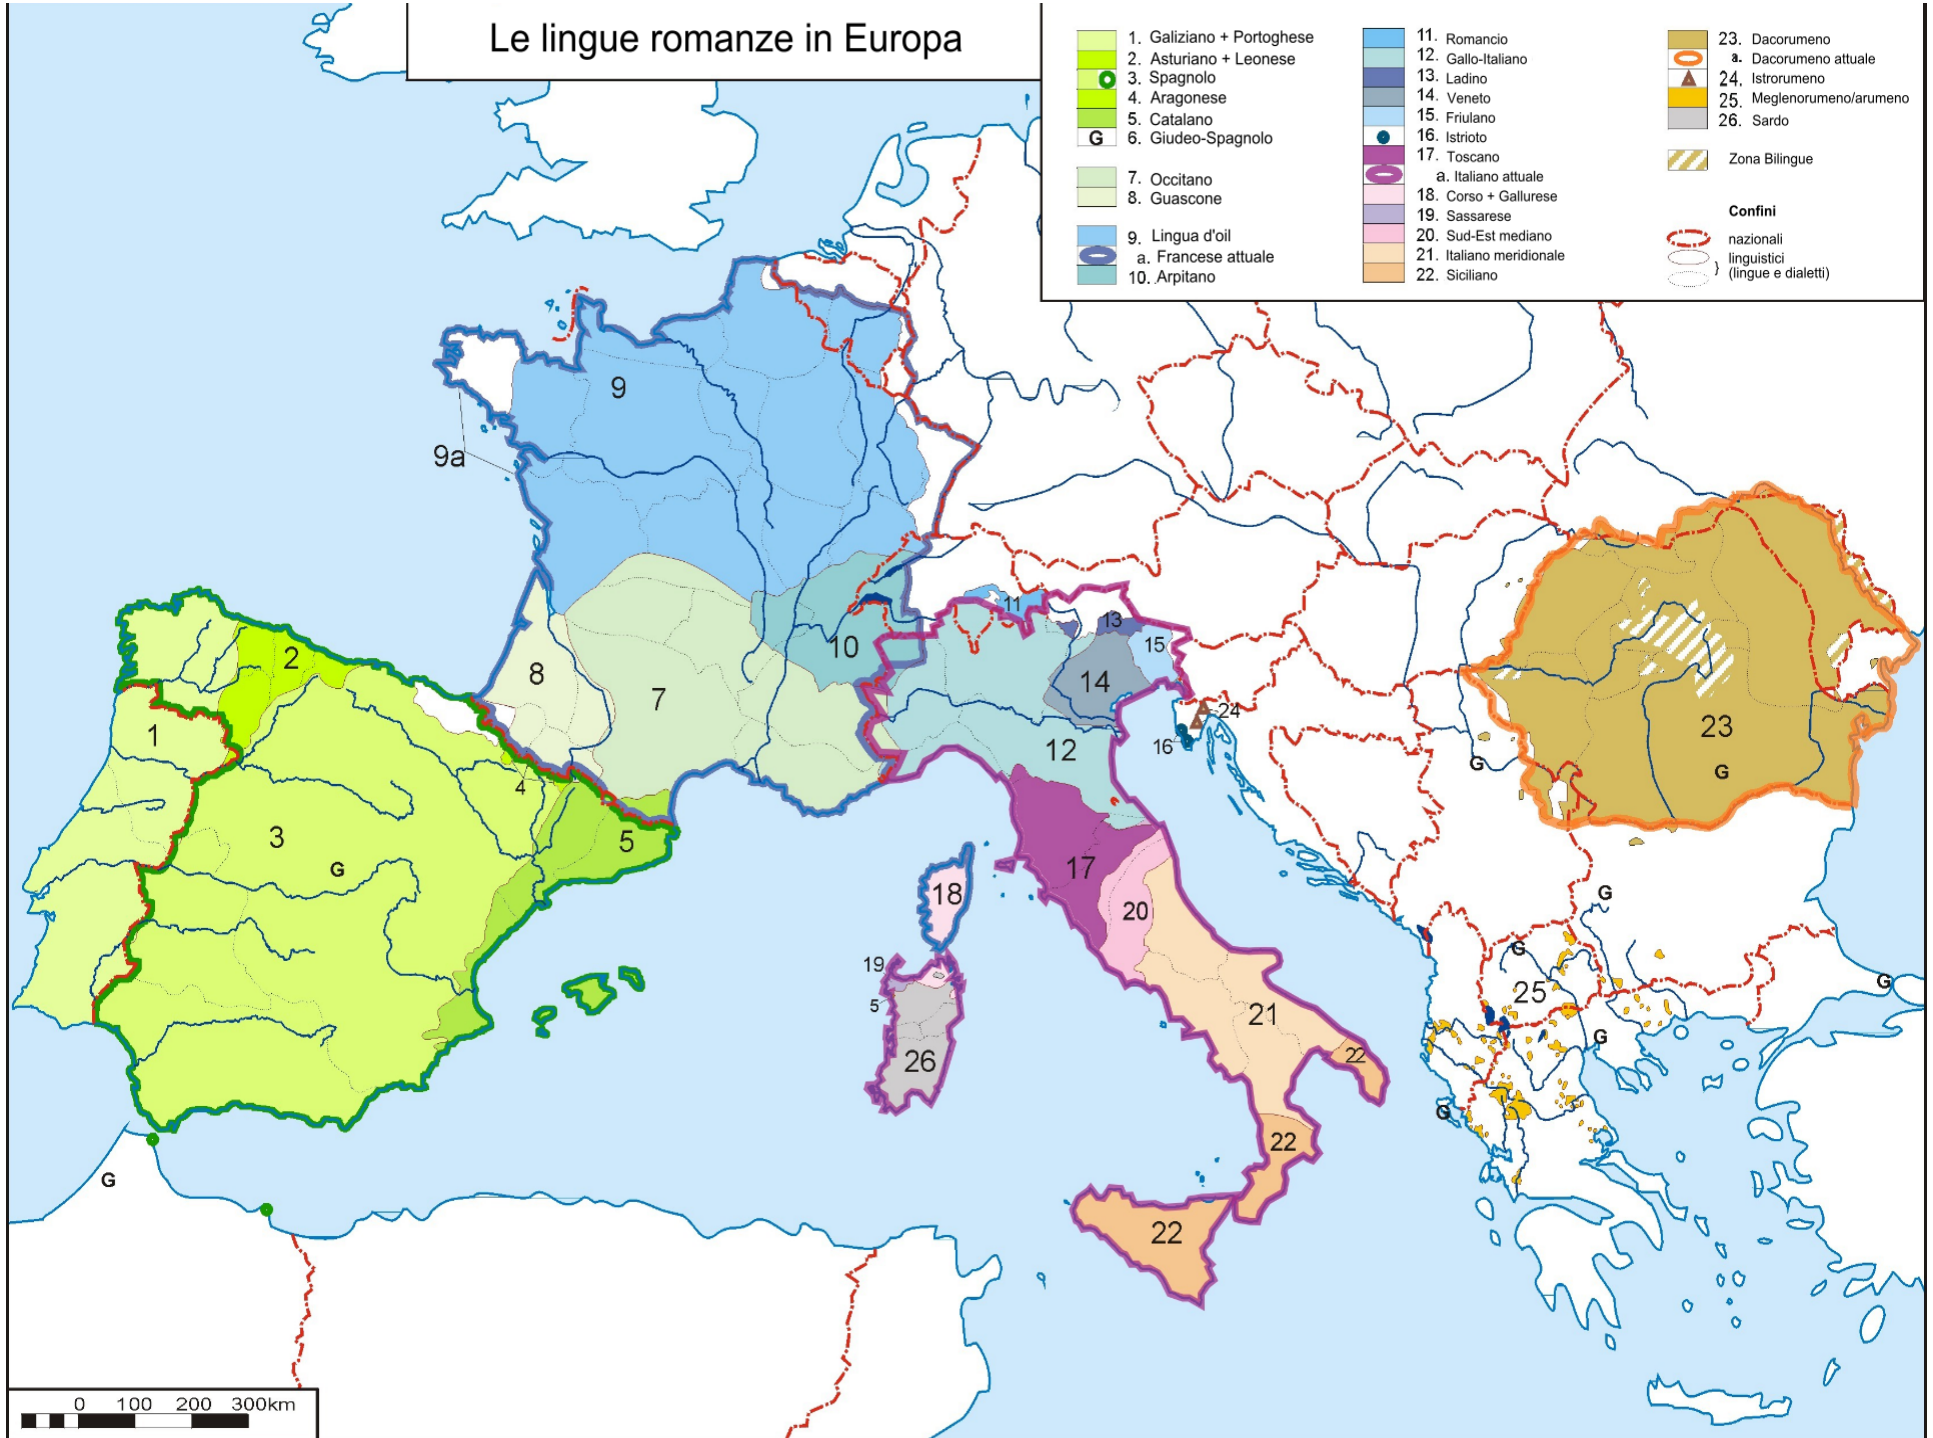 Le lingue romanze in Europa
1. Galiziano + Portoghese
2. Asturiano + Leonese
3. Spagnolo
4. Aragonese
5. Catalano
G 6. Giudeo-Spagnolo
7. Occitano
8. Guascone
9. Lingua d'oil
a. Francese attuale
10. Arpitano
11. Romancio
12. Gallo-Italiano
13. Ladino
14. Veneto
15. Friulano
16. Istrioto
17. Toscano
a. Italiano attuale
18. Corso + Gallurese
19. Sassarese
20. Sud-Est mediano
21. Italiano meridionale
22. Siciliano
23. Dacorumeno
a. Dacorumeno attuale
24. Istrorumeno
25. Meglenorumeno/arumeno
26. Sardo
Zona Bilingue
Confini
nazionali
linguistici
} (lingue e dialetti)
9
9a
10
11
13
15
14
8
7
2
1
12
24
16
23
G
G
4
3
G
5
17
18
20
G
19
5
26
21
22
G
25
G
G
G
22
22
G
0 100 200 300km